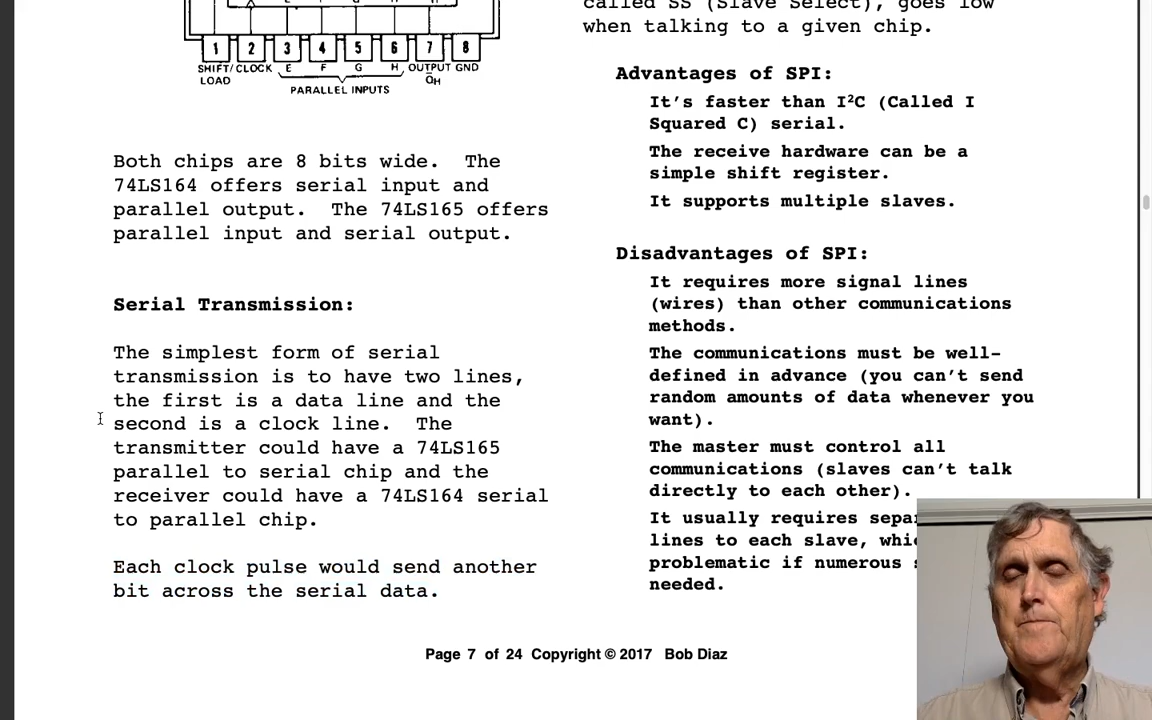 1 2 3 4 5 6 7 8
SHIFT/ CLOCK E F G H OUTPUT GND
LOAD Q̅H
PARALLEL INPUTS
Both chips are 8 bits wide. The
74LS164 offers serial input and
parallel output. The 74LS165 offers
parallel input and serial output.
Serial Transmission:
The simplest form of serial
transmission is to have two lines,
the first is a data line and the
second is a clock line. The
transmitter could have a 74LS165
parallel to serial chip and the
receiver could have a 74LS164 serial
to parallel chip.
Each clock pulse would send another
bit across the serial data.
called SS (Slave Select), goes low
when talking to a given chip.
Advantages of SPI:
It's faster than I²C (Called I
Squared C) serial.
The receive hardware can be a
simple shift register.
It supports multiple slaves.
Disadvantages of SPI:
It requires more signal lines
(wires) than other communications
methods.
The communications must be well-
defined in advance (you can't send
random amounts of data whenever you
want).
The master must control all
communications (slaves can't talk
directly to each other).
It usually requires
lines to each slave,
problematic if numerous
needed.
Page 7 of 24 Copyright © 2017 Bob Diaz